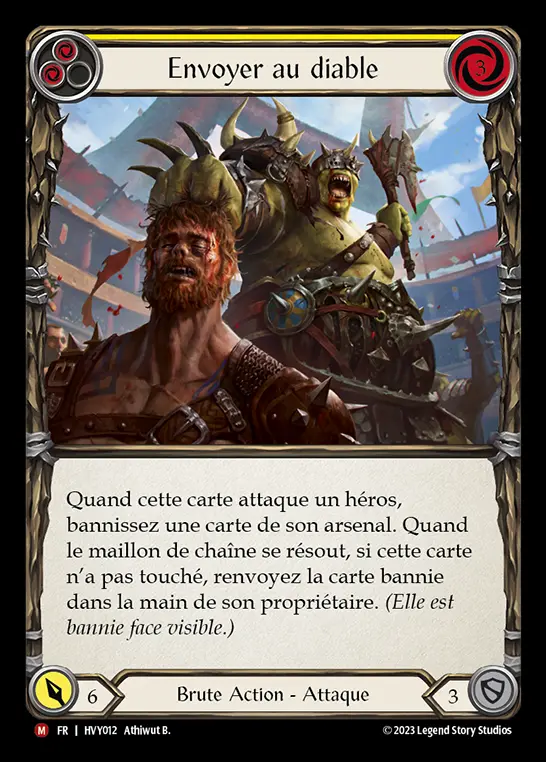 3
Envoyer au diable
Quand cette carte attaque un héros,
bannissez une carte de son arsenal. Quand
le maillon de chaîne se résout, si cette carte
n'a pas touché, renvoyez la carte bannie
dans la main de son propriétaire. (Elle est
bannie face visible.)
6
Brute Action - Attaque
3
M FR | HVY012 Athiwut B.
© 2023 Legend Story Studios